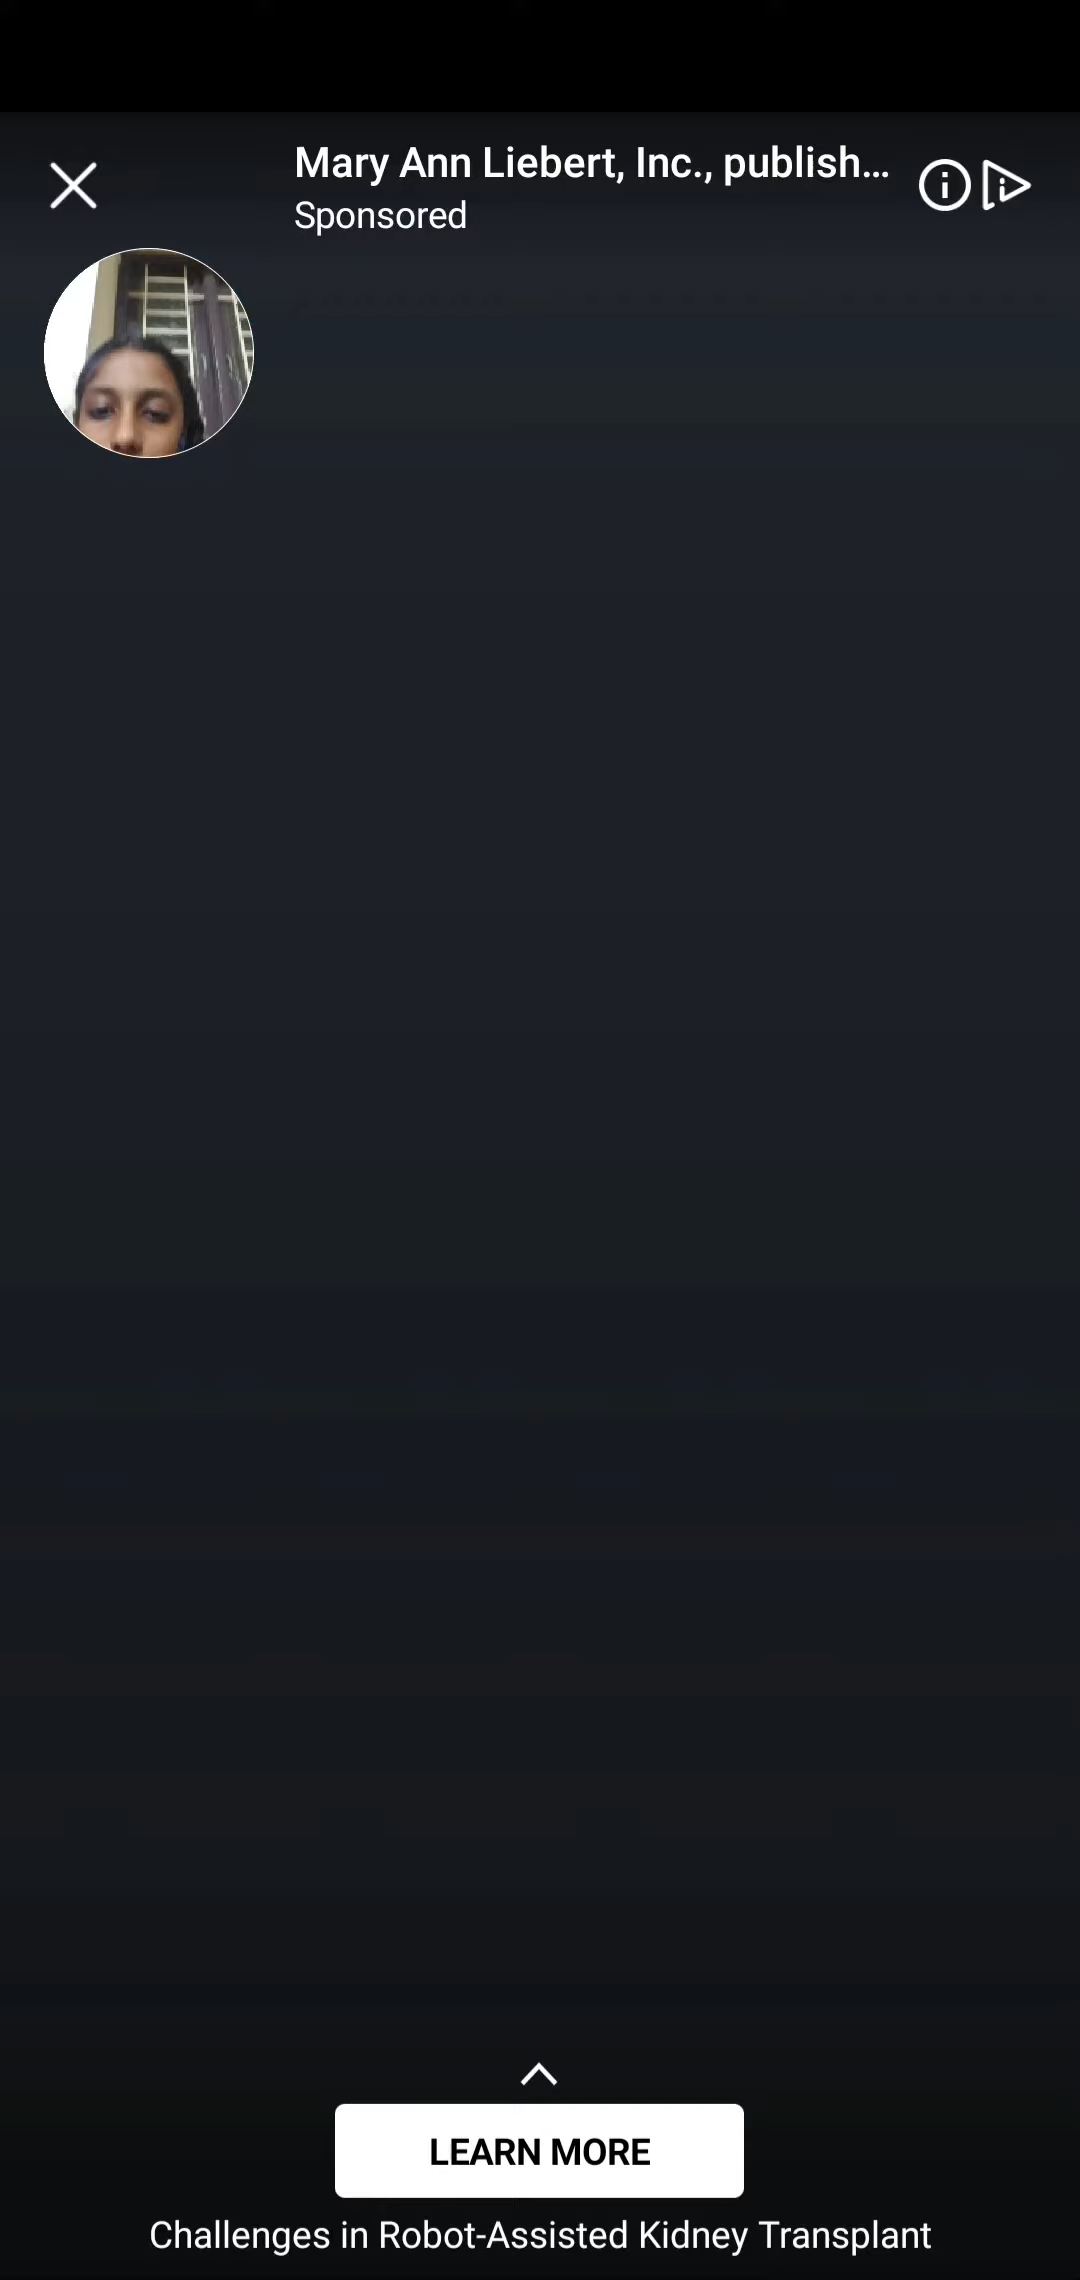 Mary Ann Liebert, Inc., publish...
Sponsored
LEARN MORE
Challenges in Robot-Assisted Kidney Transplant